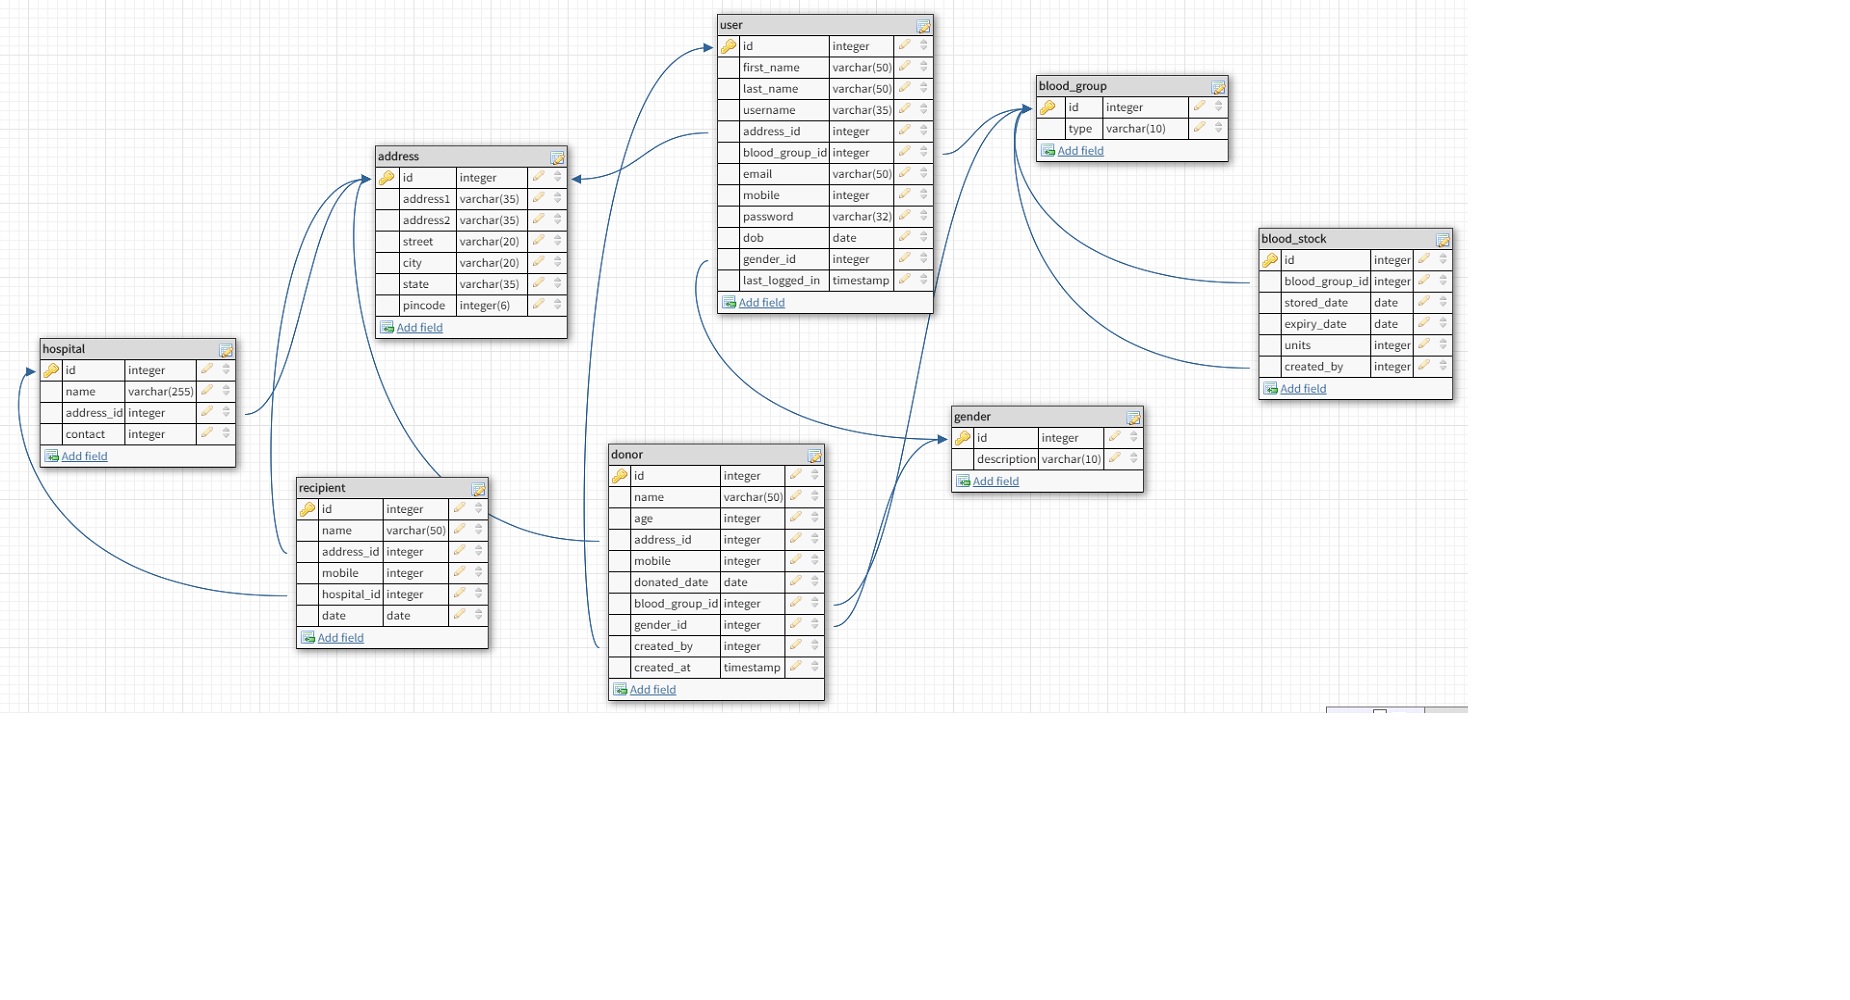 user
id integer
first_name varchar(50)
last_name varchar(50)
username varchar(35)
address_id integer
blood_group_id integer
email varchar(50)
mobile integer
password varchar(32)
dob date
gender_id integer
last_logged_in timestamp
Add field
blood_group
id integer
type varchar(10)
Add field
address
id integer
address1 varchar(35)
address2 varchar(35)
street varchar(20)
city varchar(20)
state varchar(35)
pincode integer(6)
Add field
blood_stock
id integer
blood_group_id integer
stored_date date
expiry_date date
units integer
created_by integer
Add field
hospital
id integer
name varchar(255)
address_id integer
contact integer
Add field
gender
id integer
description varchar(10)
Add field
donor
id integer
name varchar(50)
age integer
address_id integer
mobile integer
donated_date date
blood_group_id integer
gender_id integer
created_by integer
created_at timestamp
Add field
recipient
id integer
name varchar(50)
address_id integer
mobile integer
hospital_id integer
date date
Add field